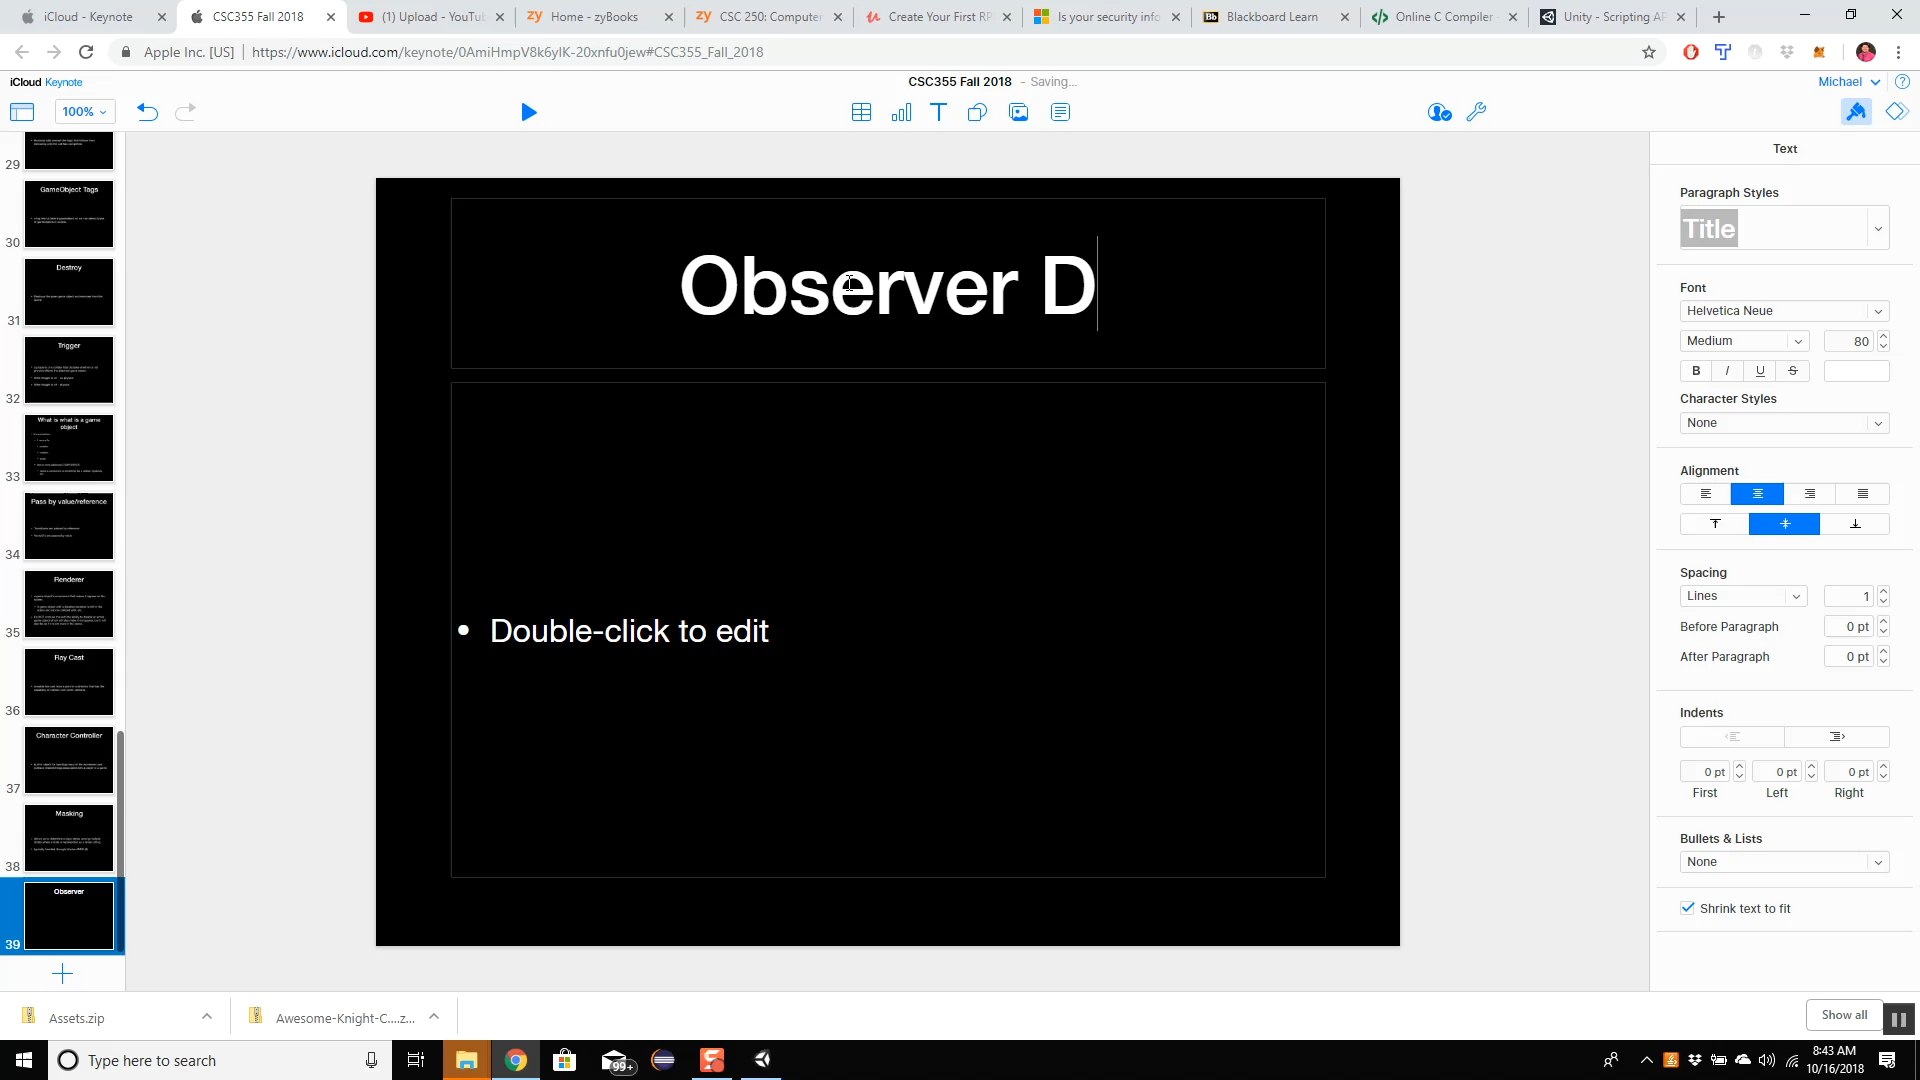 iCloud - Keynote
CSC355 Fall 2018
(1) Upload - YouTu
Home - zyBooks
CSC 250: Computer
Create Your First RP
Is your security info
Blackboard Learn
Online C Compiler -
Unity - Scripting AP
Apple Inc. [US]
https://www.icloud.com/keynote/0AmiHmpV8k6yIK-20xnfu0jew#CSC355_Fall_2018
iCloud Keynote
CSC355 Fall 2018 - Saving...
Michael
100%
Text
Paragraph Styles
Title
Font
Helvetica Neue
Medium
80
B I U S
Character Styles
None
Alignment
Spacing
Lines
1
Before Paragraph
0 pt
After Paragraph
0 pt
Indents
0 pt
0 pt
0 pt
First
Left
Right
Bullets & Lists
None
Shrink text to fit
Observer D
• Double-click to edit
29
GameObject Tags
30
Destroy
31
Trigger
32
What is what is a game
object
33
Pass by value/reference
34
Renderer
35
Ray Cast
36
Character Controller
37
Masking
38
Observer
39
Assets.zip
Awesome-Knight-C....z...
Show all
Type here to search
99+
8:43 AM
10/16/2018